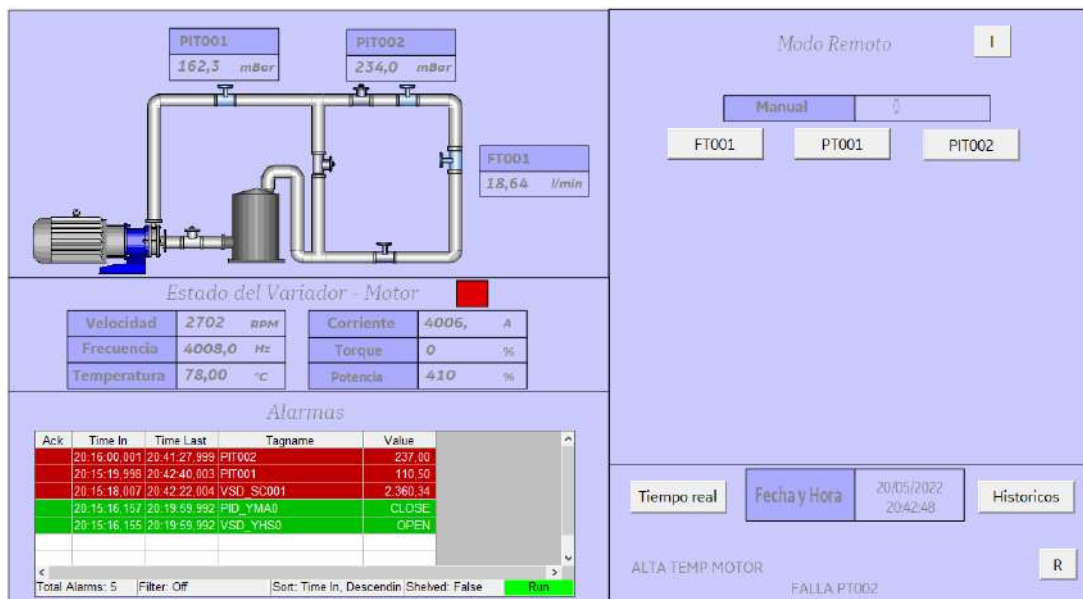 PIT001
162,3 mBar
PIT002
234,0 mBar
FT001
18,64 l/min
Estado del Variador - Motor
Velocidad 2702 RPM
Corriente 4006, A
Frecuencia 4008,0 Hz
Torque 0 %
Temperatura 78,00 °C
Potencia 410 %
Alarmas
Ack Time In Time Last Tagname Value
20:16:00,001 20:41:27,999 PIT002 237,00
20:15:19,998 20:42:40,003 PIT001 110,50
20:15:18,007 20:42:22,004 VSD_SC001 2.360,34
20:15:16,157 20:19:59,992 PID_YMA0 CLOSE
20:15:16,155 20:19:59,992 VSD_YHS0 OPEN
Total Alarms: 5 Filter: Off Sort: Time In, Descendin Shelved: False Run
Modo Remoto I
Manual 0
FT001 PT001 PIT002
Tiempo real
Fecha y Hora 20/05/2022
20:42:48
Historicos
ALTA TEMP MOTOR
R
FALLA PT002